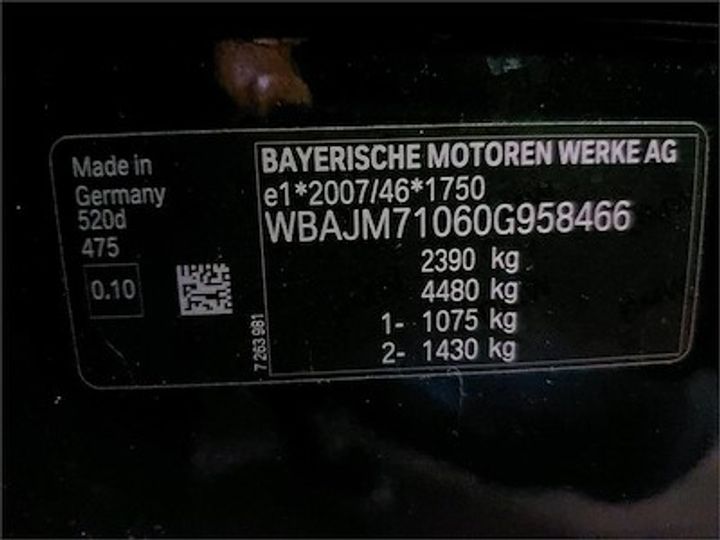 Made in
Germany
520d
475
0.10
BAYERISCHE MOTOREN WERKE AG
e1*2007/46*1750
WBAJM71060G958466
2390 kg
4480 kg
1- 1075 kg
2- 1430 kg
7 263 981